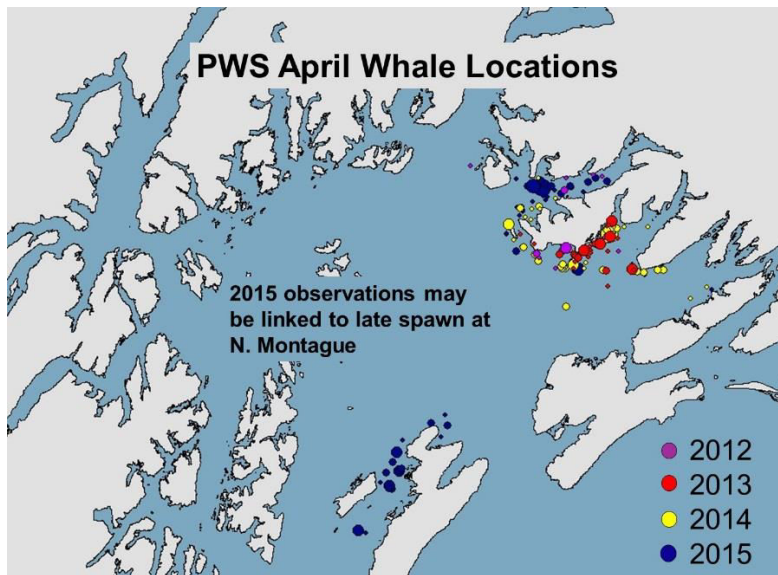 PWS April Whale Locations
2015 observations may
be linked to late spawn at
N. Montague
2012
2013
2014
2015